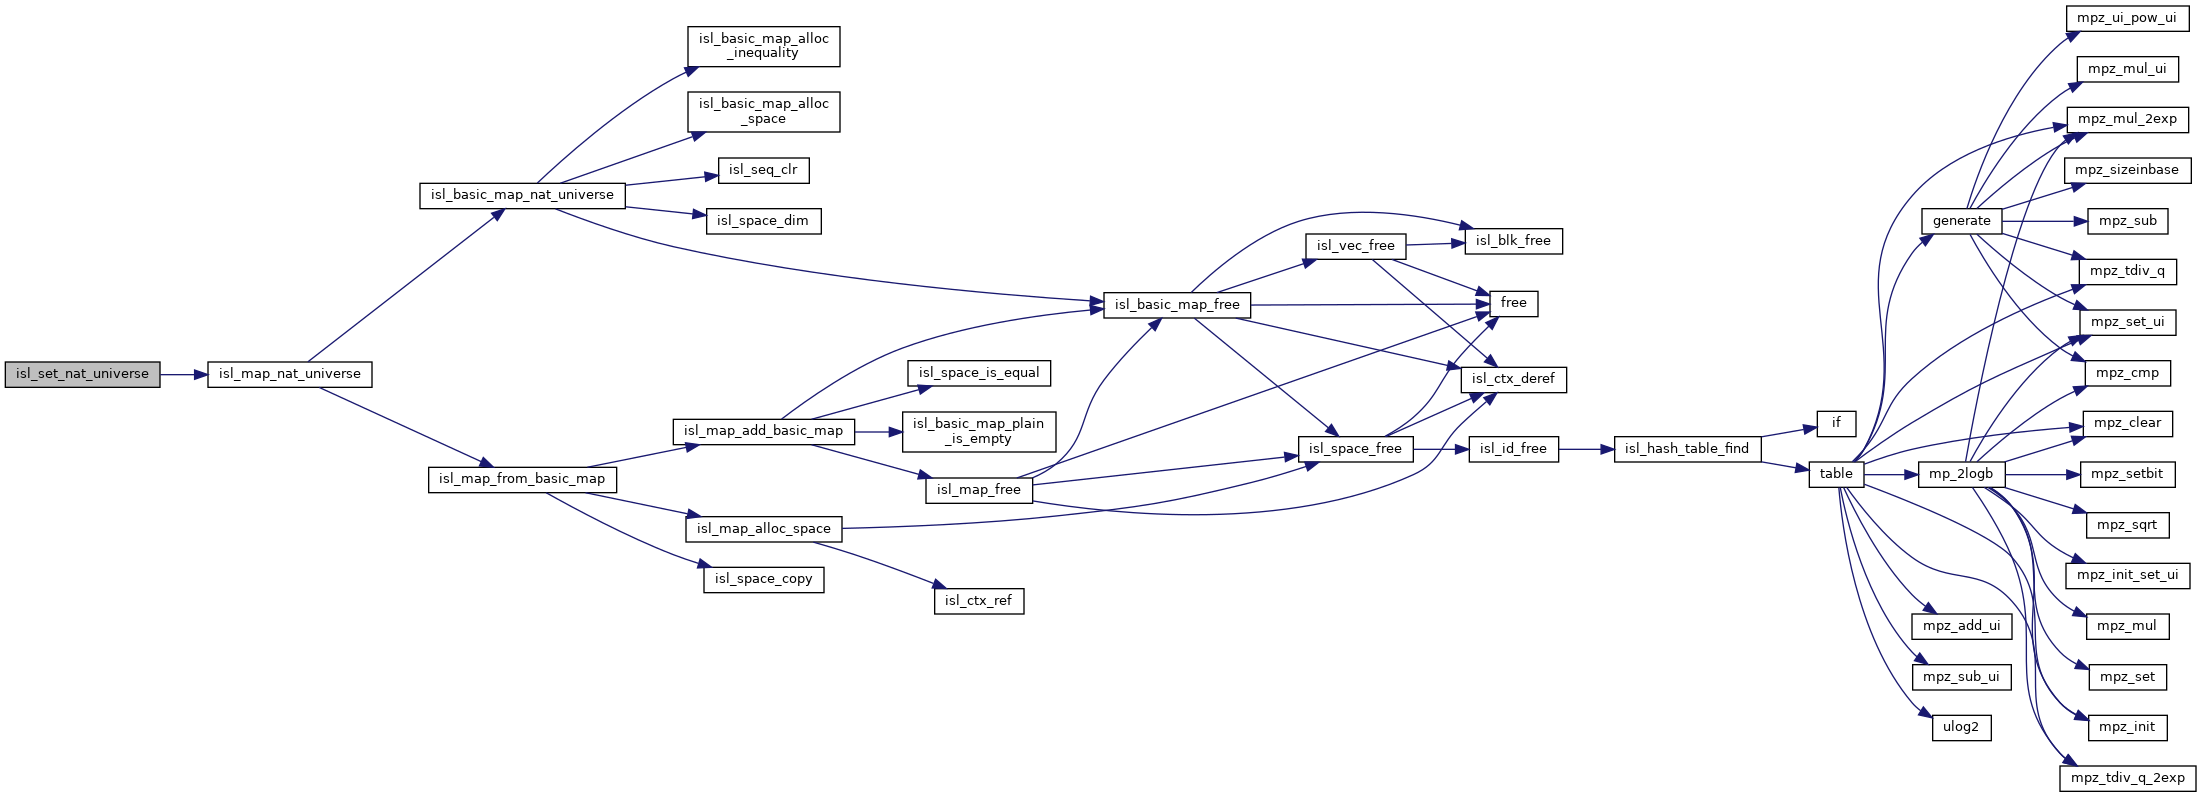 isl_set_nat_universe
isl_map_nat_universe
isl_basic_map_nat_universe
isl_map_from_basic_map
isl_basic_map_alloc
_inequality
isl_basic_map_alloc
_space
isl_seq_clr
isl_space_dim
isl_map_add_basic_map
isl_map_alloc_space
isl_space_copy
isl_space_is_equal
isl_basic_map_plain
_is_empty
isl_map_free
isl_ctx_ref
isl_basic_map_free
isl_vec_free
isl_space_free
isl_blk_free
free
isl_ctx_deref
isl_id_free
isl_hash_table_find
if
table
generate
mp_2logb
mpz_add_ui
mpz_sub_ui
ulog2
mpz_ui_pow_ui
mpz_mul_ui
mpz_mul_2exp
mpz_sizeinbase
mpz_sub
mpz_tdiv_q
mpz_set_ui
mpz_cmp
mpz_clear
mpz_setbit
mpz_sqrt
mpz_init_set_ui
mpz_mul
mpz_set
mpz_init
mpz_tdiv_q_2exp